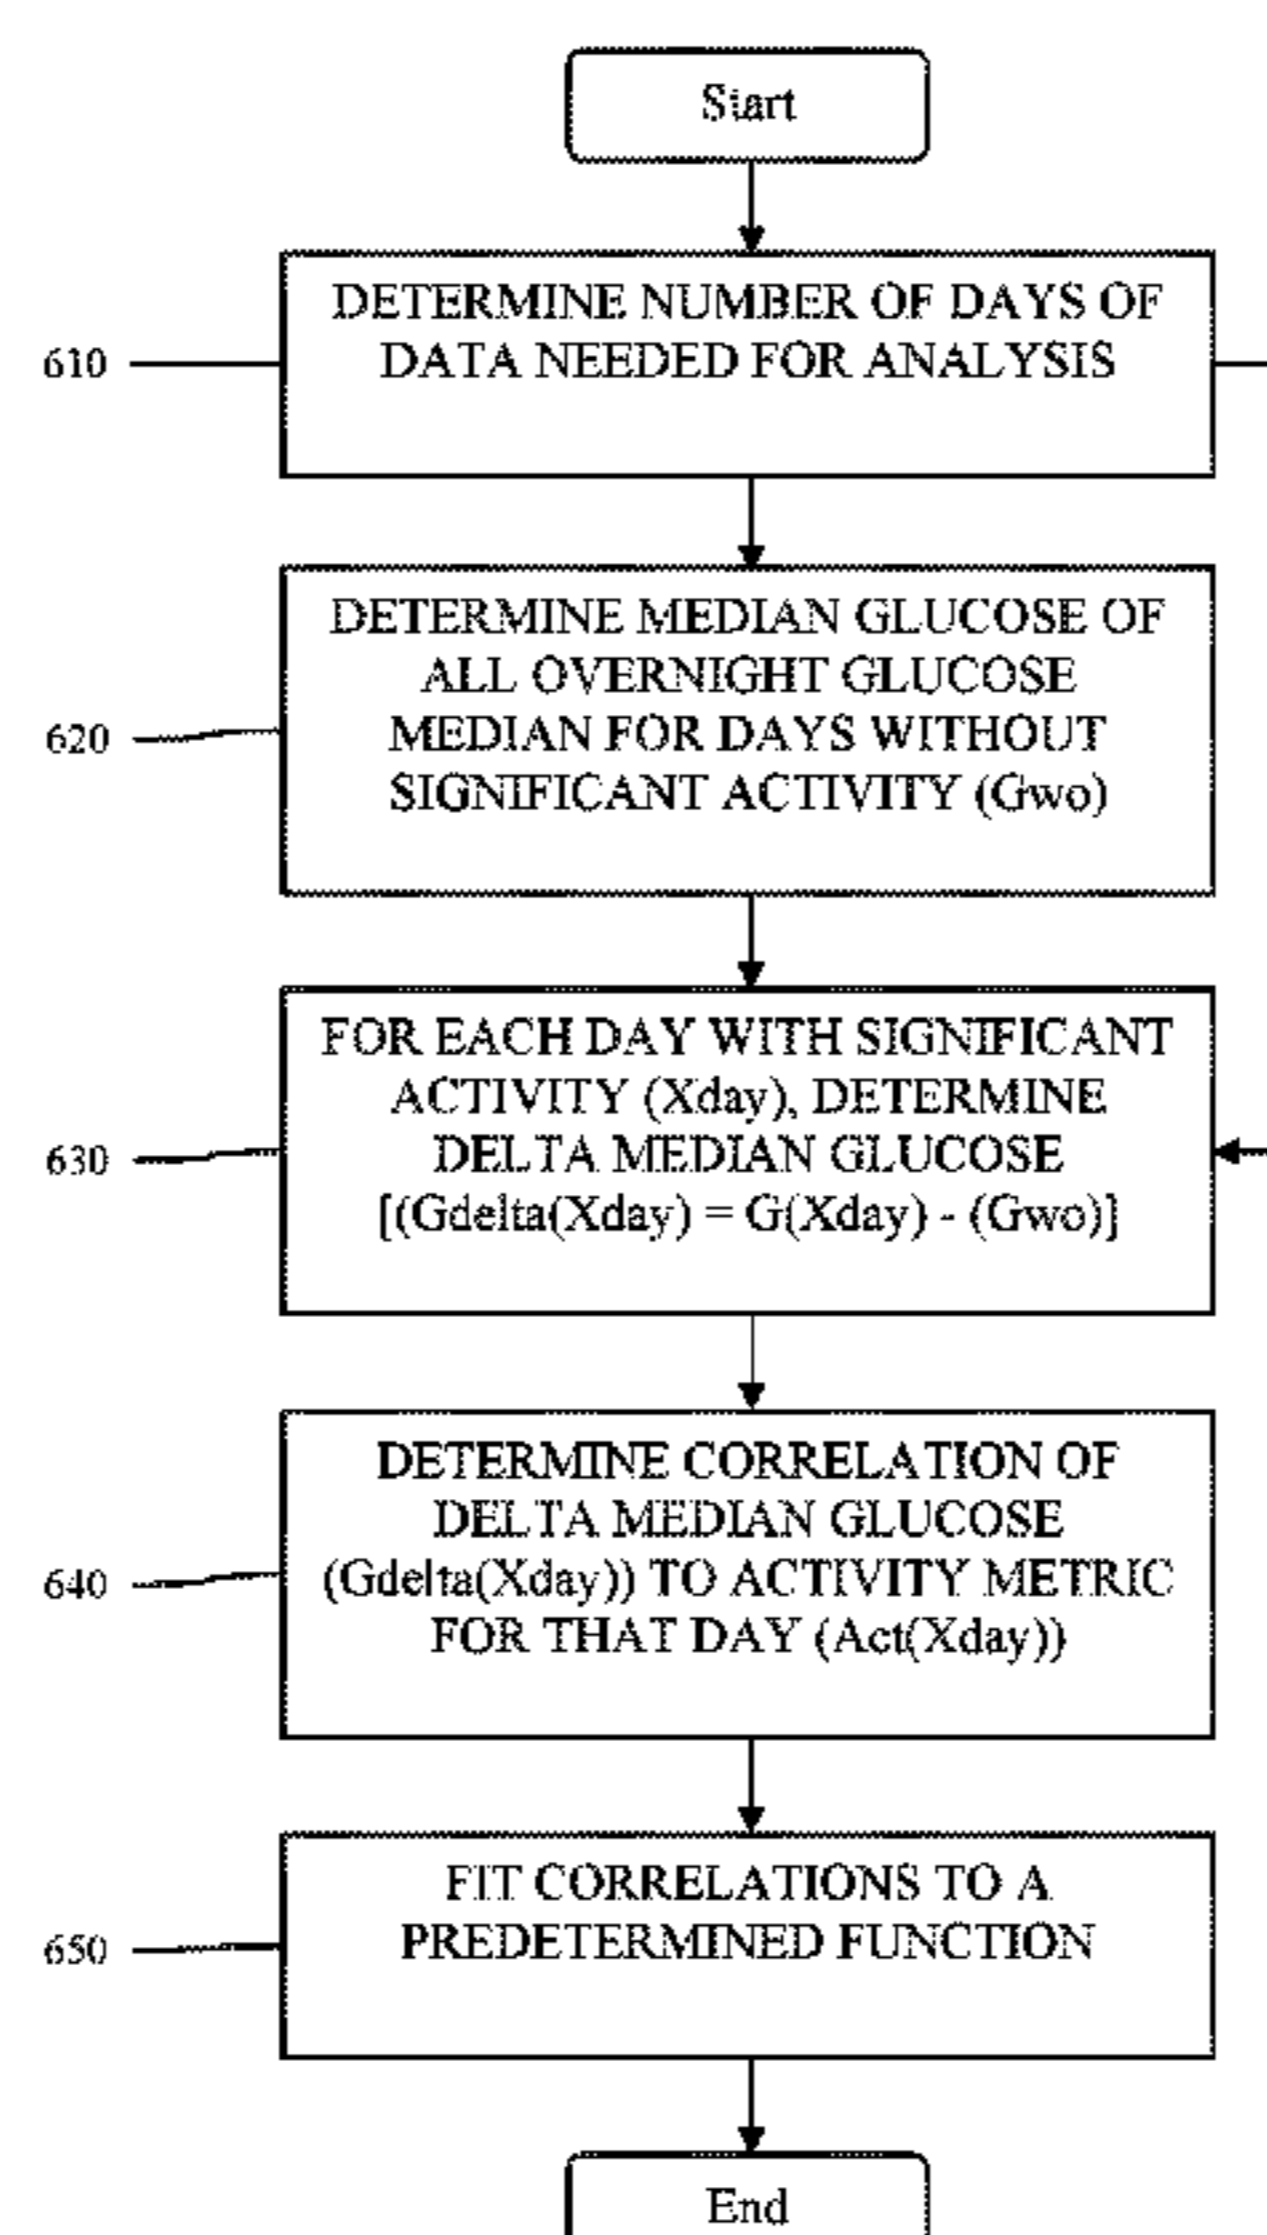 Start
DETERMINE NUMBER OF DAYS OF
DATA NEEDED FOR ANALYSIS
610
DETERMINE MEDIAN GLUCOSE OF
ALL OVERNIGHT GLUCOSE
MEDIAN FOR DAYS WITHOUT
SIGNIFICANT ACTIVITY (Gwo)
620
FOR EACH DAY WITH SIGNIFICANT
ACTIVITY (Xday), DETERMINE
DELTA MEDIAN GLUCOSE
[(Gdelta(Xday) = G(Xday) - (Gwo)]
630
DETERMINE CORRELATION OF
DELTA MEDIAN GLUCOSE
(Gdelta(Xday)) TO ACTIVITY METRIC
FOR THAT DAY (Act(Xday))
640
FIT CORRELATIONS TO A
PREDETERMINED FUNCTION
650
End